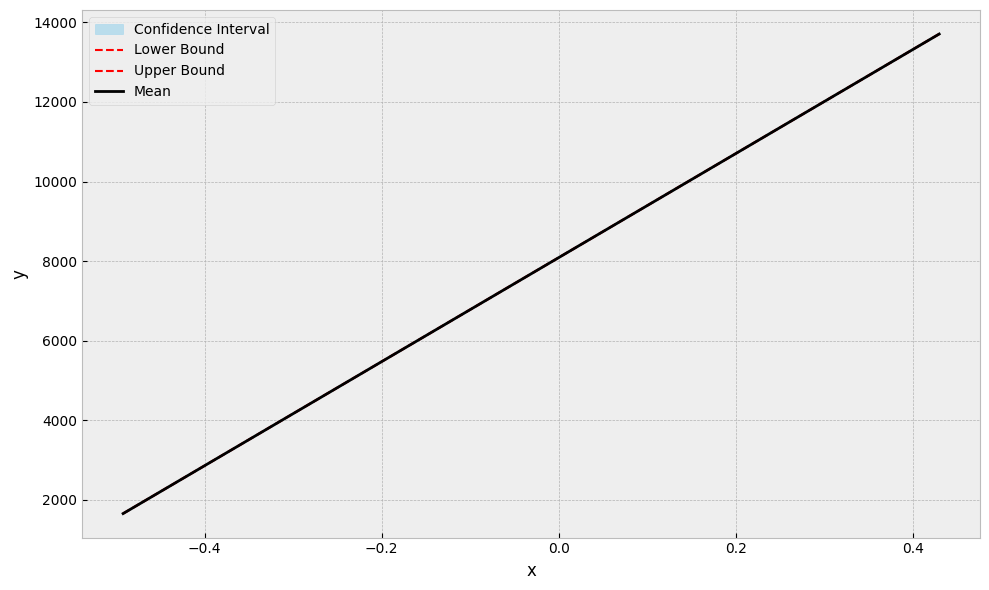 14000
12000
10000
8000
6000
4000
2000
y
Confidence Interval
Lower Bound
Upper Bound
Mean
−0.4 −0.2 0.0 0.2 0.4
x